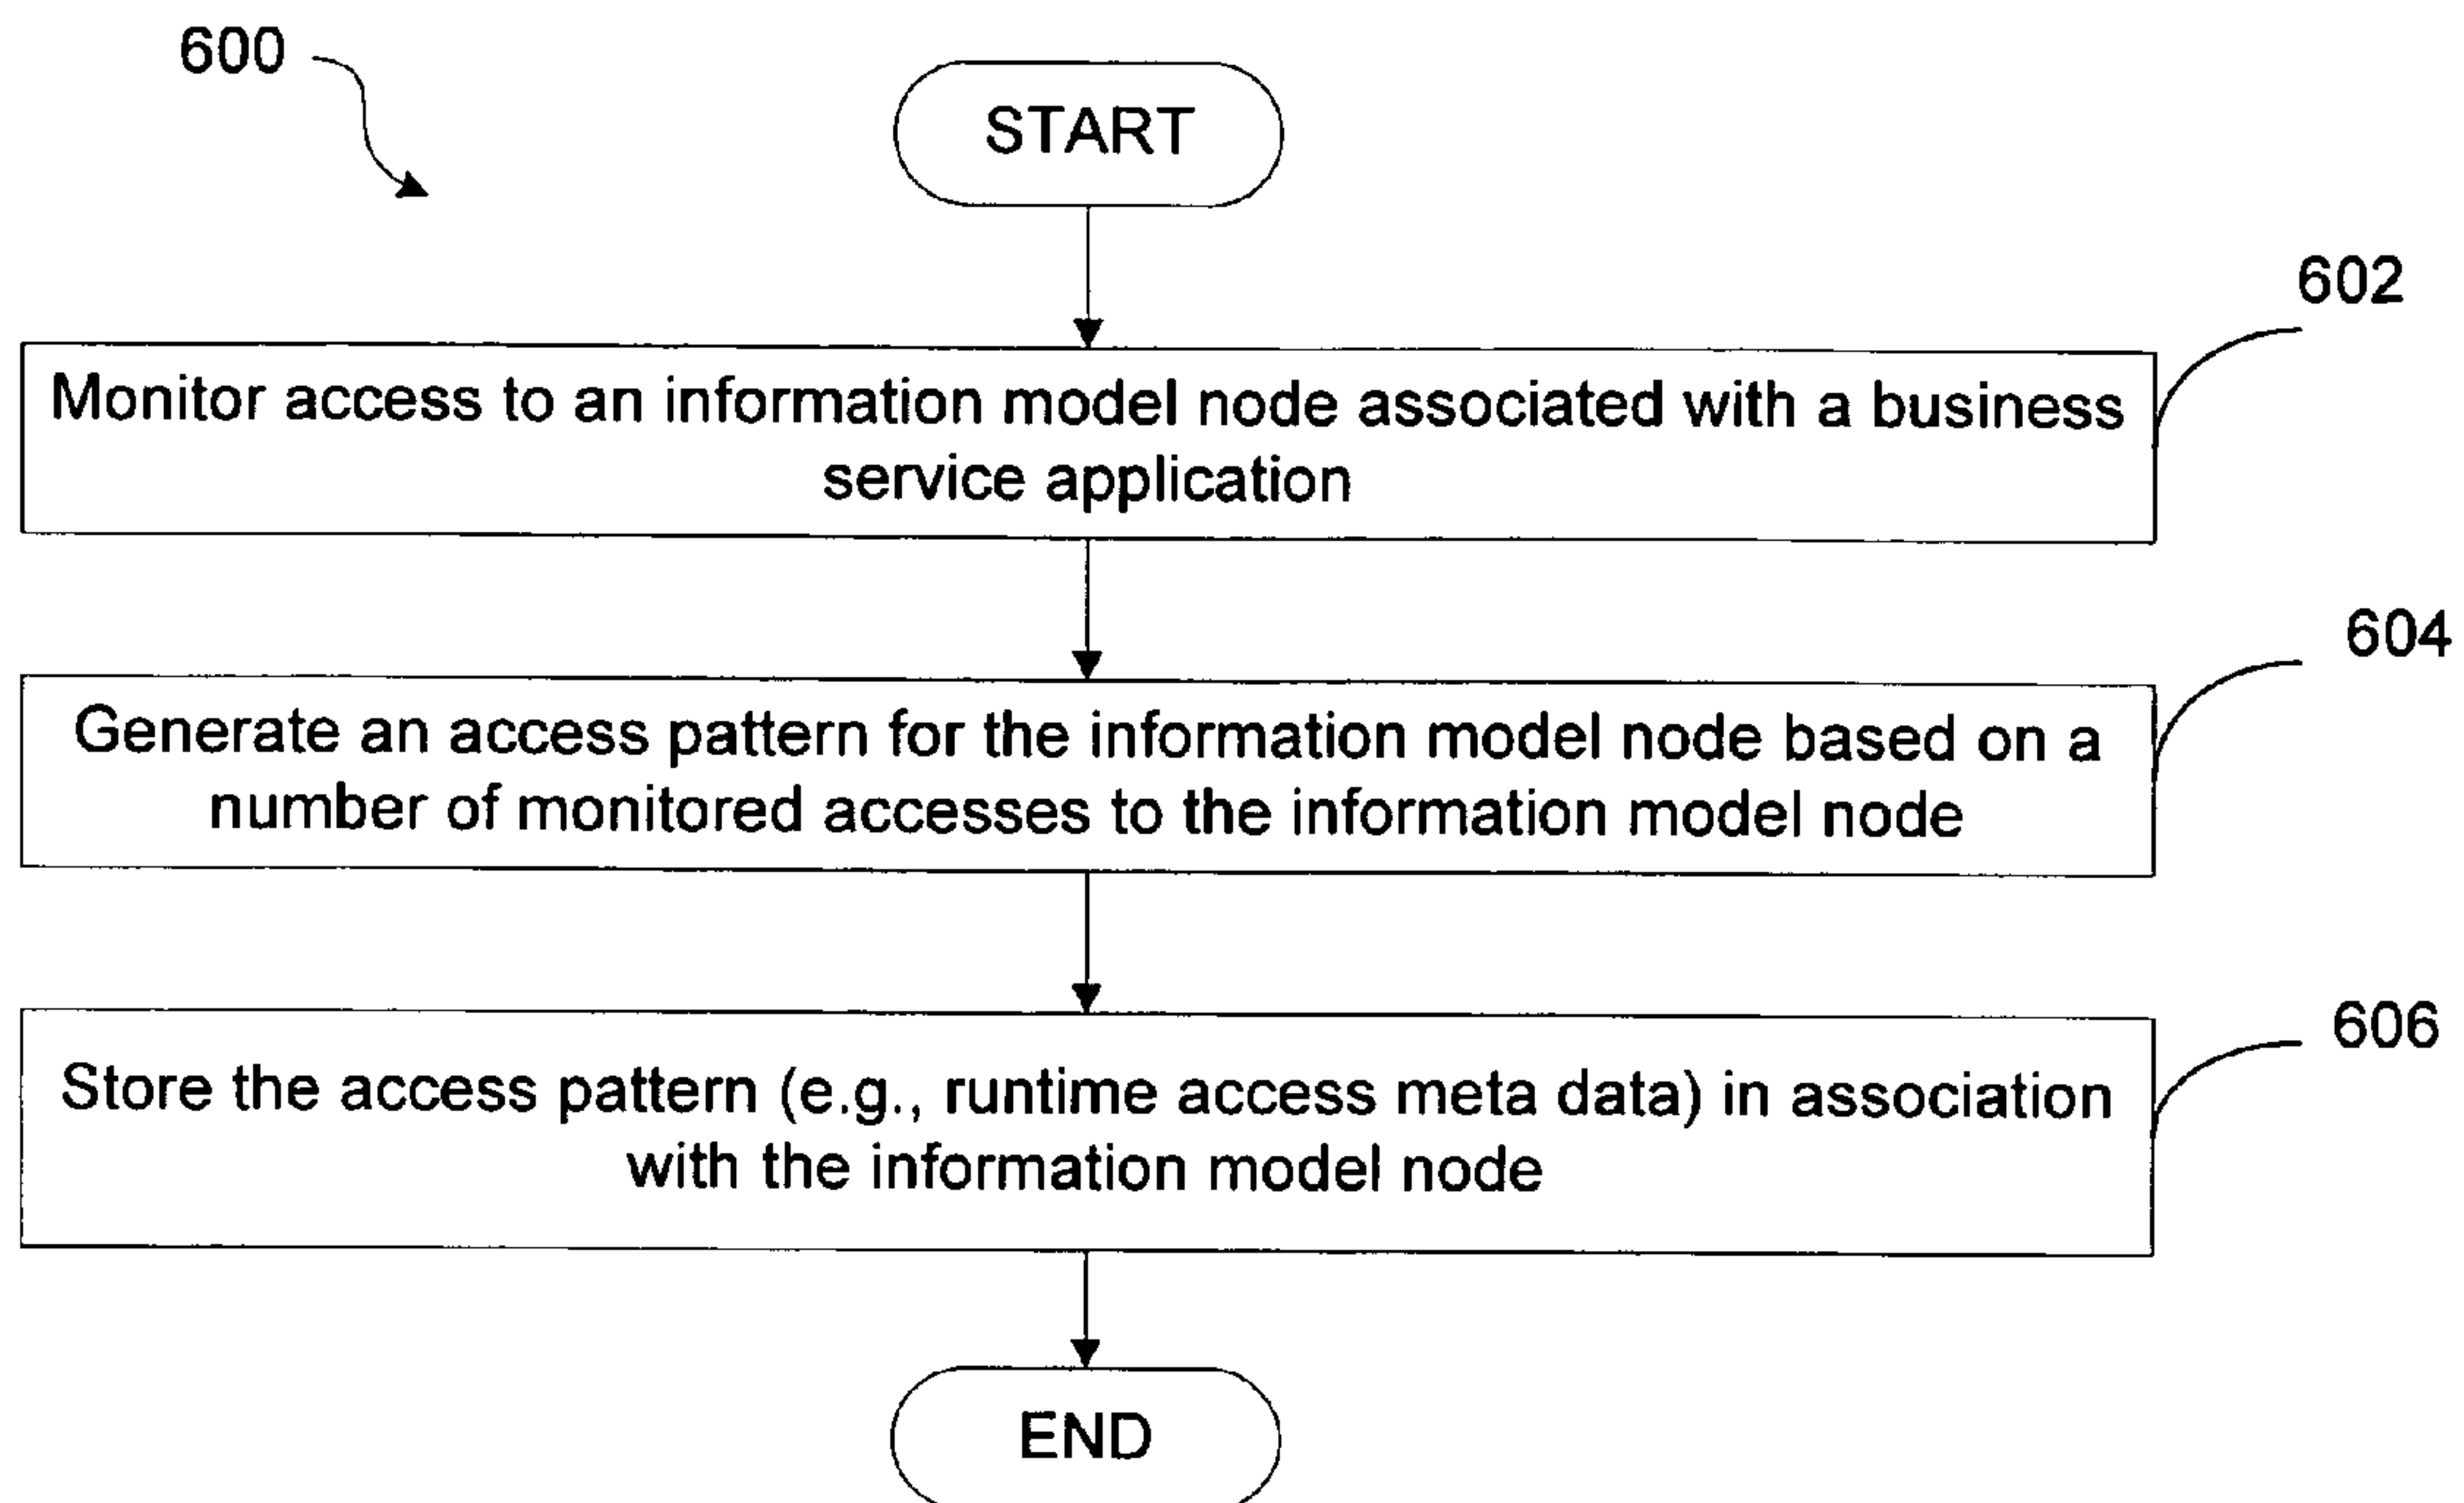 600
START
602
Monitor access to an information model node associated with a business
service application
604
Generate an access pattern for the information model node based on a
number of monitored accesses to the information model node
606
Store the access pattern (e.g., runtime access meta data) in association
with the information model node
END